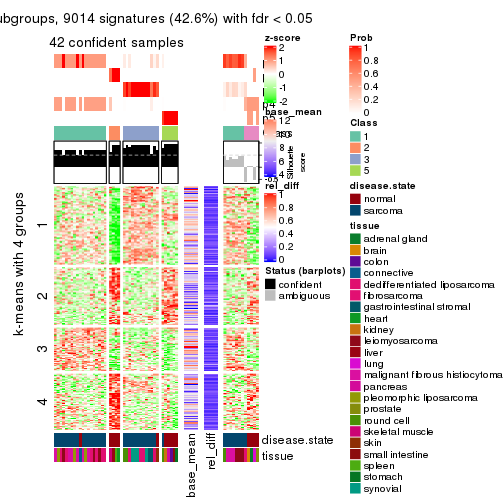 ubgroups, 9014 signatures (42.6%) with fdr < 0.05
42 confident samples
k-means with 4 groups
1
2
3
4
base_mean
rel_diff
disease.state
tissue
z-score
2
1
0
-1
-2
base_mean
12
10
8
6
4
Silhouette
score
rel_diff
1
0.8
0.6
0.4
0.2
0
Status (barplots)
confident
ambiguous
Prob
1
0.8
0.6
0.4
0.2
0
Class
1
2
3
5
disease.state
normal
sarcoma
tissue
adrenal gland
brain
colon
connective
dedifferentiated liposarcoma
fibrosarcoma
gastrointestinal stromal
heart
kidney
leiomyosarcoma
liver
lung
malignant fibrous histiocytoma
pancreas
pleomorphic liposarcoma
prostate
round cell
skeletal muscle
skin
small intestine
spleen
stomach
synovial